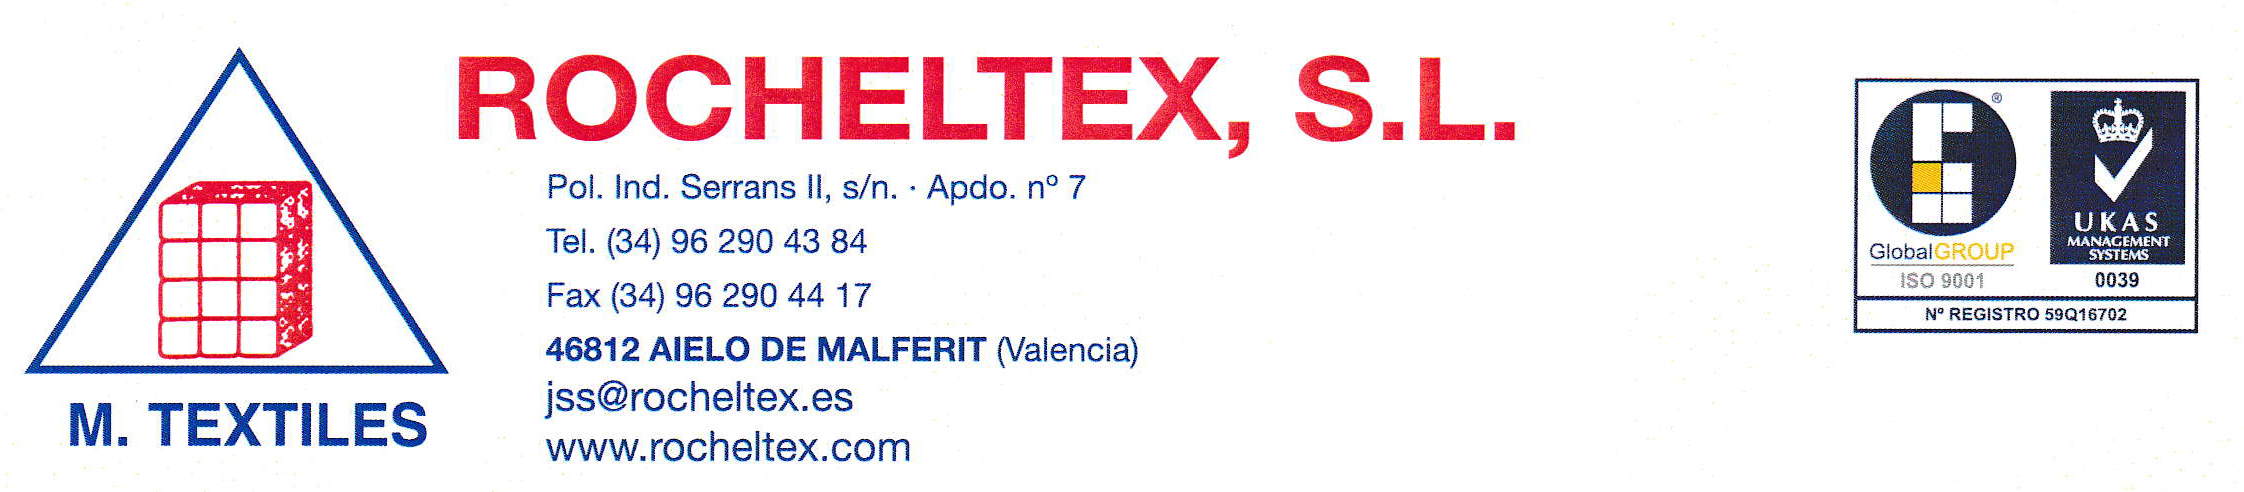 ROCHELTEX, S.L.
Pol. Ind. Serrans II, s/n. · Apdo. nº 7
Tel. (34) 96 290 43 84
Fax (34) 96 290 44 17
46812 AIELO DE MALFERIT (Valencia)
jss@rocheltex.es
www.rocheltex.com
M. TEXTILES
®
GlobalGROUP
ISO 9001
UKAS
MANAGEMENT
SYSTEMS
0039
Nº REGISTRO 59Q16702